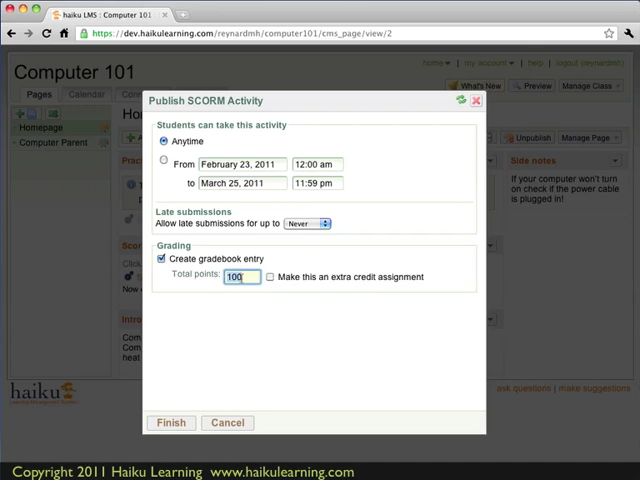 haiku LMS : Computer 101
https://dev.haikulearning.com/reynardmh/computer101/cms_page/view/2
Computer 101
home
my account
help
logout (reynardmh)
Pages
Calendar
What's New
Preview
Manage Class
Homepage
Computer Parent
Unpublish
Manage Page
Side notes
If your computer won't turn
on check if the power cable
is plugged in!
Publish SCORM Activity
Students can take this activity
Anytime
From February 23, 2011 12:00 am
to March 25, 2011 11:59 pm
Late submissions
Allow late submissions for up to Never
Grading
Create gradebook entry
Total points: 100 Make this an extra credit assignment
Finish
Cancel
haiku
ask questions | make suggestions...
Copyright 2011 Haiku Learning www.haikulearning.com